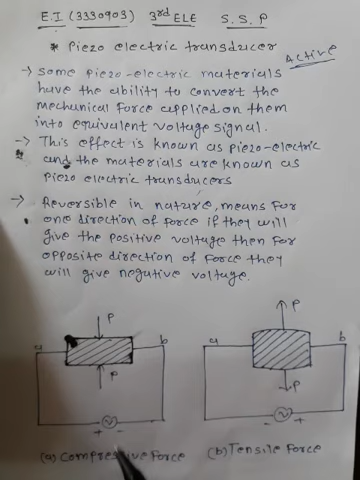 E.I (3330903) 3rd ELE S.S.P
* Piezo electric transducer
Active
→ Some Piezo-electric materials
have the ability to convert the
mechanical Force applied on them
into equivalent voltage signal.
→ This effect is known as piezo-electric
and the materials are known as
Piezo electric transducers
→ Reversible in nature, means For
one direction of Force if they will
give the positive voltage then For
opposite direction of Force they
will give negative voltage.
P P
a b a b
P P
+ - - +
(a) Compressive Force (b) Tensile Force